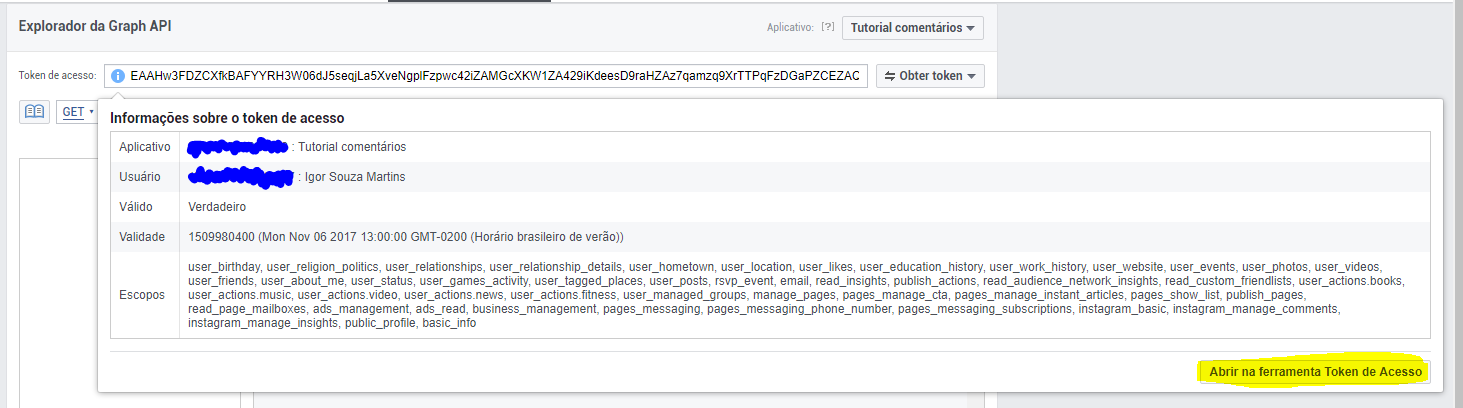 Explorador da Graph API
Aplicativo: [?] Tutorial comentários
Token de acesso: EAAHw3FDZCXfkBAFYYRH3W06dJ5seqjLa5XveNgplFzpwc42iZAMGcXKW1ZA429iKdeesD9raHZAz7qamzq9XrTTPqFzDGaPZCEZAC Obter token
GET
Informações sobre o token de acesso
Aplicativo : Tutorial comentários
Usuário : Igor Souza Martins
Válido Verdadeiro
Validade 1509980400 (Mon Nov 06 2017 13:00:00 GMT-0200 (Horário brasileiro de verão))
Escopos
user_birthday, user_religion_politics, user_relationships, user_relationship_details, user_hometown, user_location, user_likes, user_education_history, user_work_history, user_website, user_events, user_photos, user_videos,
user_friends, user_about_me, user_status, user_games_activity, user_tagged_places, user_posts, rsvp_event, email, read_insights, publish_actions, read_audience_network_insights, read_custom_friendlists, user_actions.books,
user_actions.music, user_actions.video, user_actions.news, user_actions.fitness, user_managed_groups, manage_pages, pages_manage_cta, pages_manage_instant_articles, pages_show_list, publish_pages,
read_page_mailboxes, ads_management, ads_read, business_management, pages_messaging, pages_messaging_phone_number, pages_messaging_subscriptions, instagram_basic, instagram_manage_comments,
instagram_manage_insights, public_profile, basic_info
Abrir na ferramenta Token de Acesso